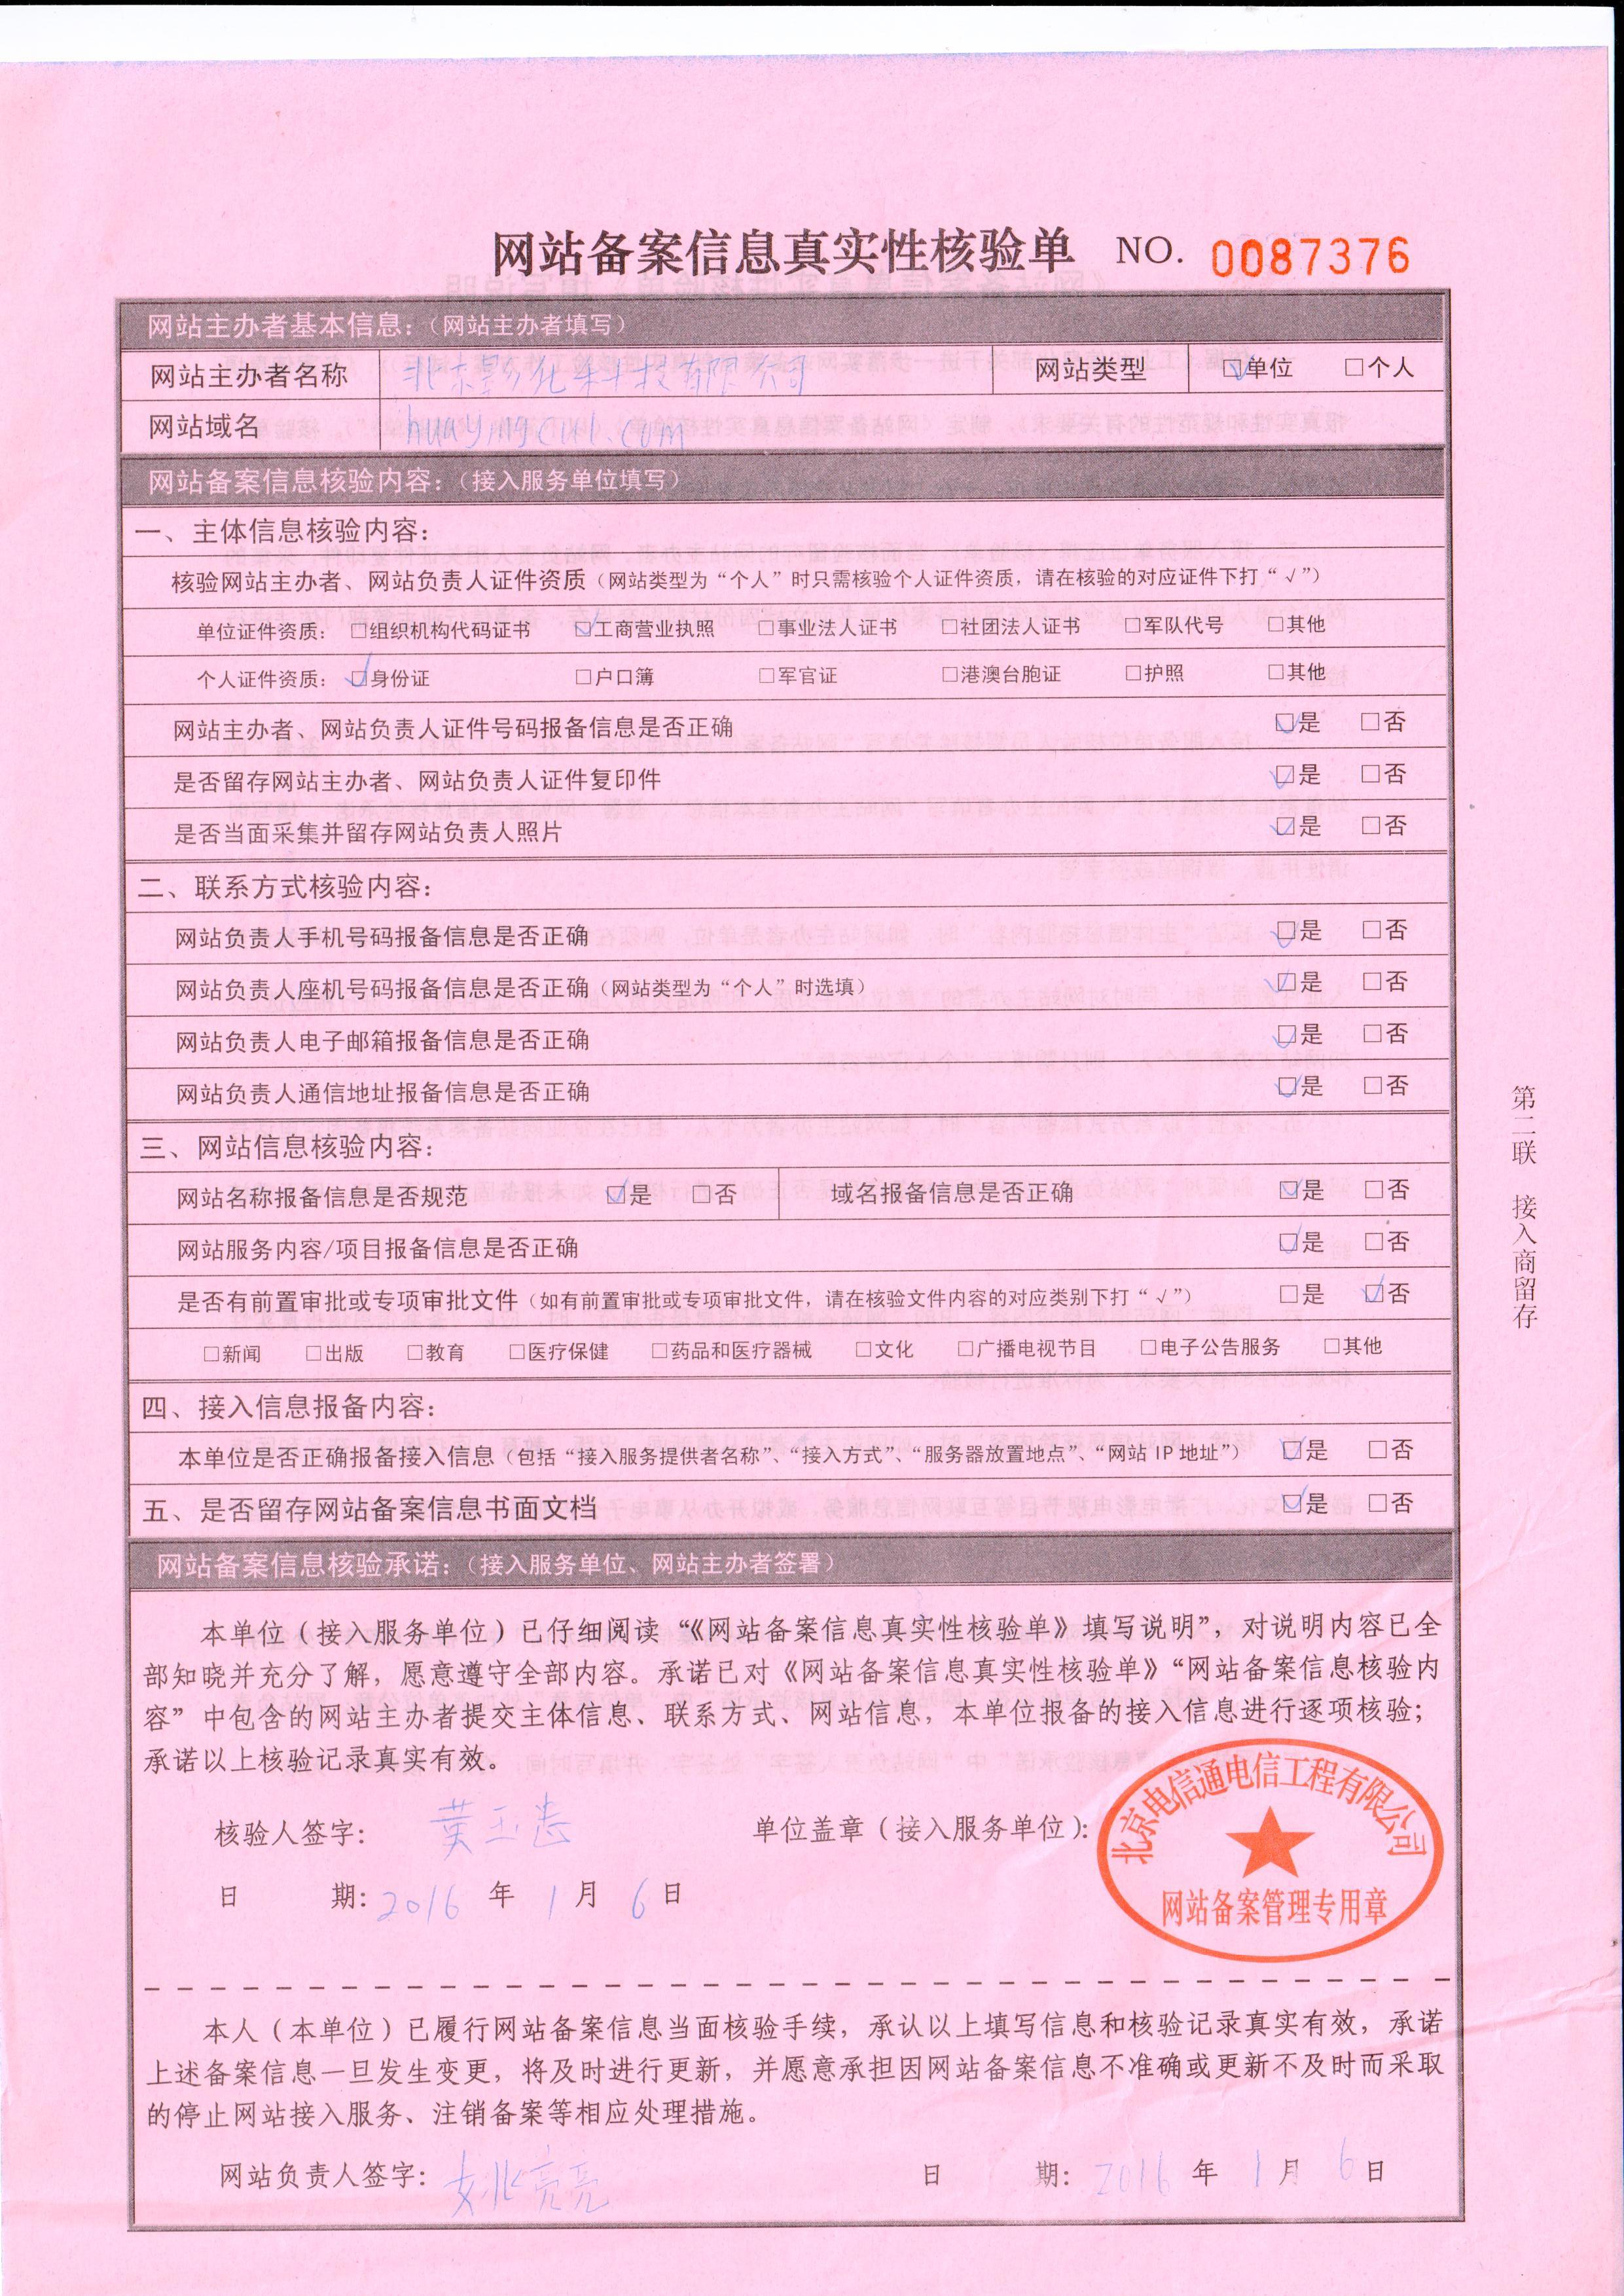 网站备案信息真实性核验单 NO. 0087376
网站主办者基本信息：（网站主办者填写）
网站主办者名称 北京影化朱科技有限公司 网站类型 ☑单位 □个人
网站域名 huayingcul.com
网站备案信息核验内容：（接入服务单位填写）
一、主体信息核验内容：
核验网站主办者、网站负责人证件资质（网站类型为“个人”时只需核验个人证件资质，请在核验的对应证件下打“√”）
单位证件资质： □组织机构代码证书 ☑工商营业执照 □事业法人证书 □社团法人证书 □军队代号 □其他
个人证件资质： ☑身份证 □户口簿 □军官证 □港澳台胞证 □护照 □其他
网站主办者、网站负责人证件号码报备信息是否正确 ☑是 □否
是否留存网站主办者、网站负责人证件复印件 ☑是 □否
是否当面采集并留存网站负责人照片 ☑是 □否
二、联系方式核验内容：
网站负责人手机号码报备信息是否正确 ☑是 □否
网站负责人座机号码报备信息是否正确（网站类型为“个人”时选填） ☑是 □否
网站负责人电子邮箱报备信息是否正确 ☑是 □否
网站负责人通信地址报备信息是否正确 ☑是 □否
三、网站信息核验内容：
网站名称报备信息是否规范 ☑是 □否 域名报备信息是否正确 ☑是 □否
网站服务内容/项目报备信息是否正确 ☑是 □否
是否有前置审批或专项审批文件（如有前置审批或专项审批文件，请在核验文件内容的对应类别下打“√”） □是 ☑否
□新闻 □出版 □教育 □医疗保健 □药品和医疗器械 □文化 □广播电视节目 □电子公告服务 □其他
四、接入信息报备内容：
本单位是否正确报备接入信息（包括“接入服务提供者名称”、“接入方式”、“服务器放置地点”、“网站 IP 地址”） ☑是 □否
五、是否留存网站备案信息书面文档 ☑是 □否
网站备案信息核验承诺：（接入服务单位、网站主办者签署）
本单位（接入服务单位）已仔细阅读“《网站备案信息真实性核验单》填写说明”，对说明内容已全
部知晓并充分了解，愿意遵守全部内容。承诺已对《网站备案信息真实性核验单》“网站备案信息核验内
容”中包含的网站主办者提交主体信息、联系方式、网站信息，本单位报备的接入信息进行逐项核验；
承诺以上核验记录真实有效。
核验人签字： 黄玉 单位盖章（接入服务单位）：
北京电信通电信工程有限公司
网站备案管理专用章
日 期：2016 年 1 月 6 日
本人（本单位）已履行网站备案信息当面核验手续，承认以上填写信息和核验记录真实有效，承诺
上述备案信息一旦发生变更，将及时进行更新，并愿意承担因网站备案信息不准确或更新不及时而采取
的停止网站接入服务、注销备案等相应处理措施。
网站负责人签字： 姚亮亮 日 期：2016 年 1 月 6 日
第二联 接入商留存